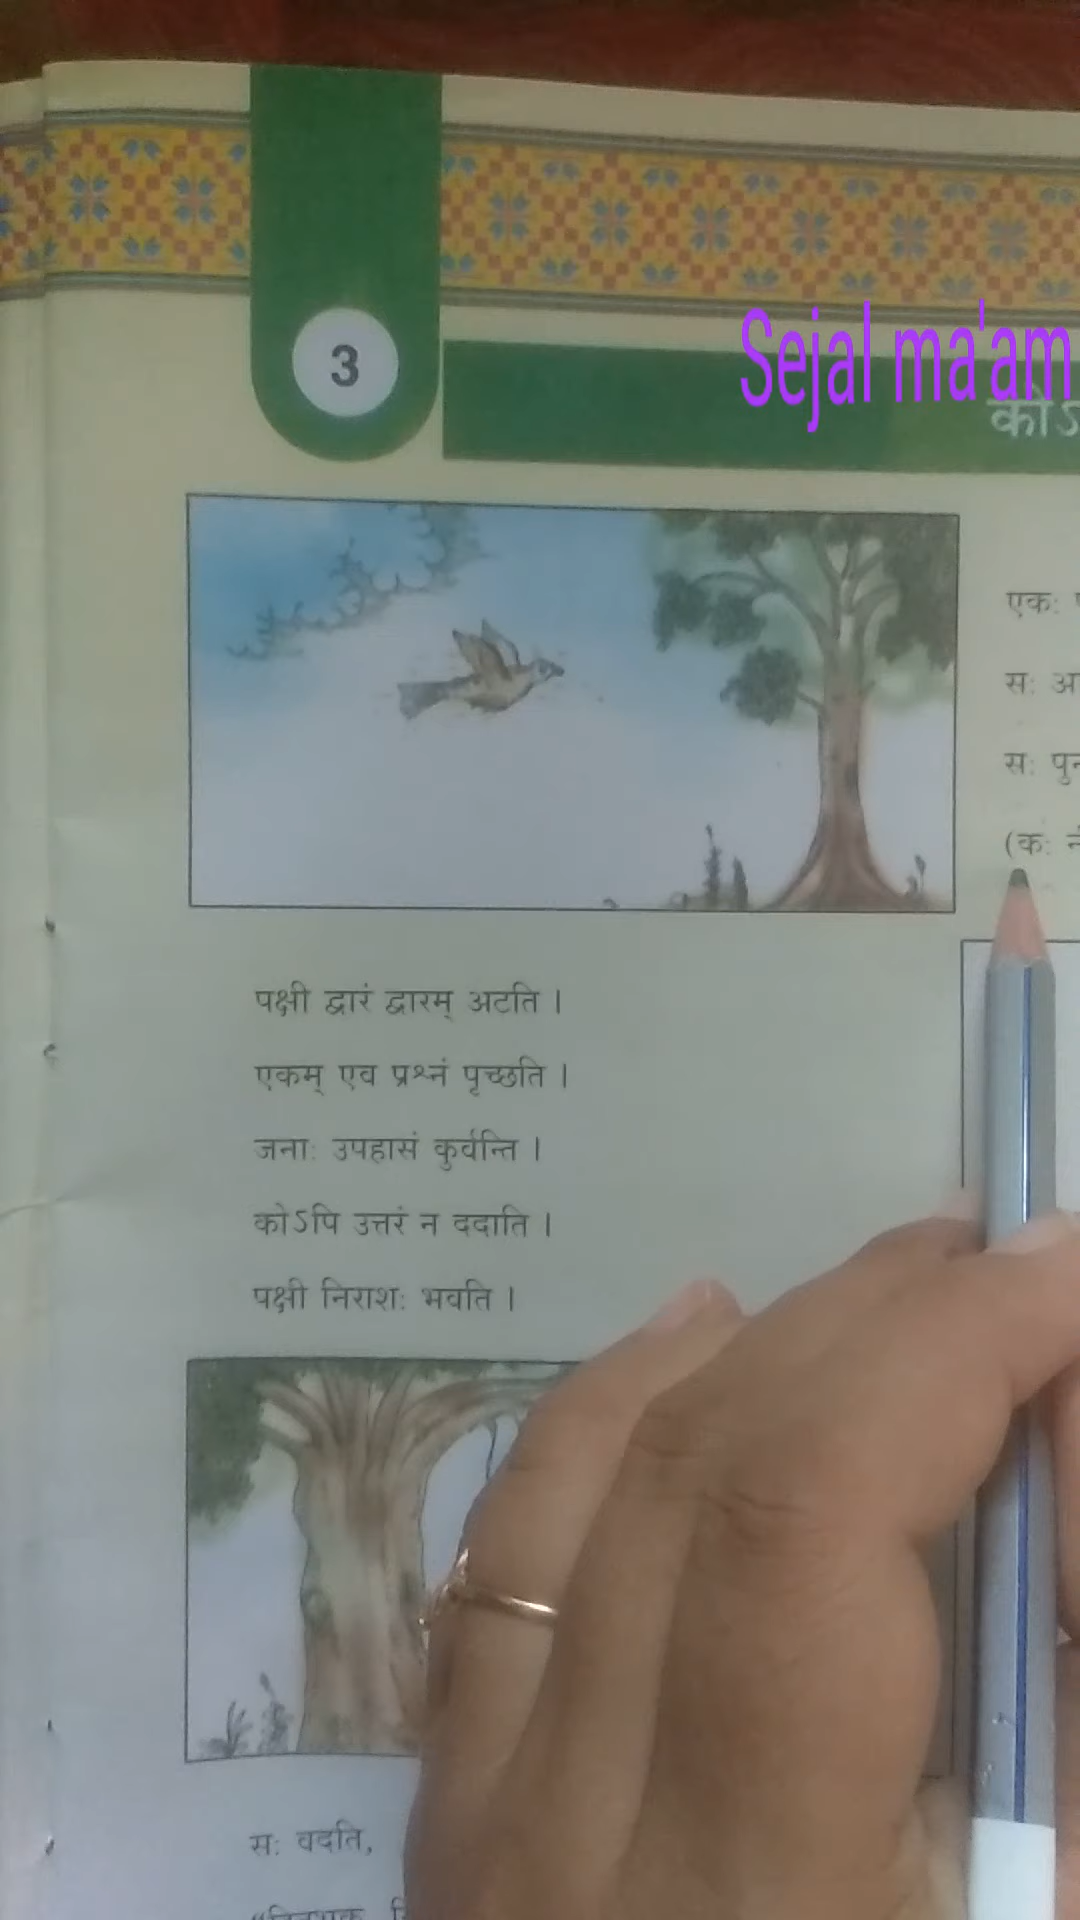 3
Sejal ma'am
कोऽ
एकः
सः
सः
(कः
पक्षी द्वारं द्वारम् अटति ।
एकम् एव प्रश्नं पृच्छति ।
जनाः उपहासं कुर्वन्ति ।
कोऽपि उत्तरं न ददाति ।
पक्षी निराशः भवति ।
सः वदति,